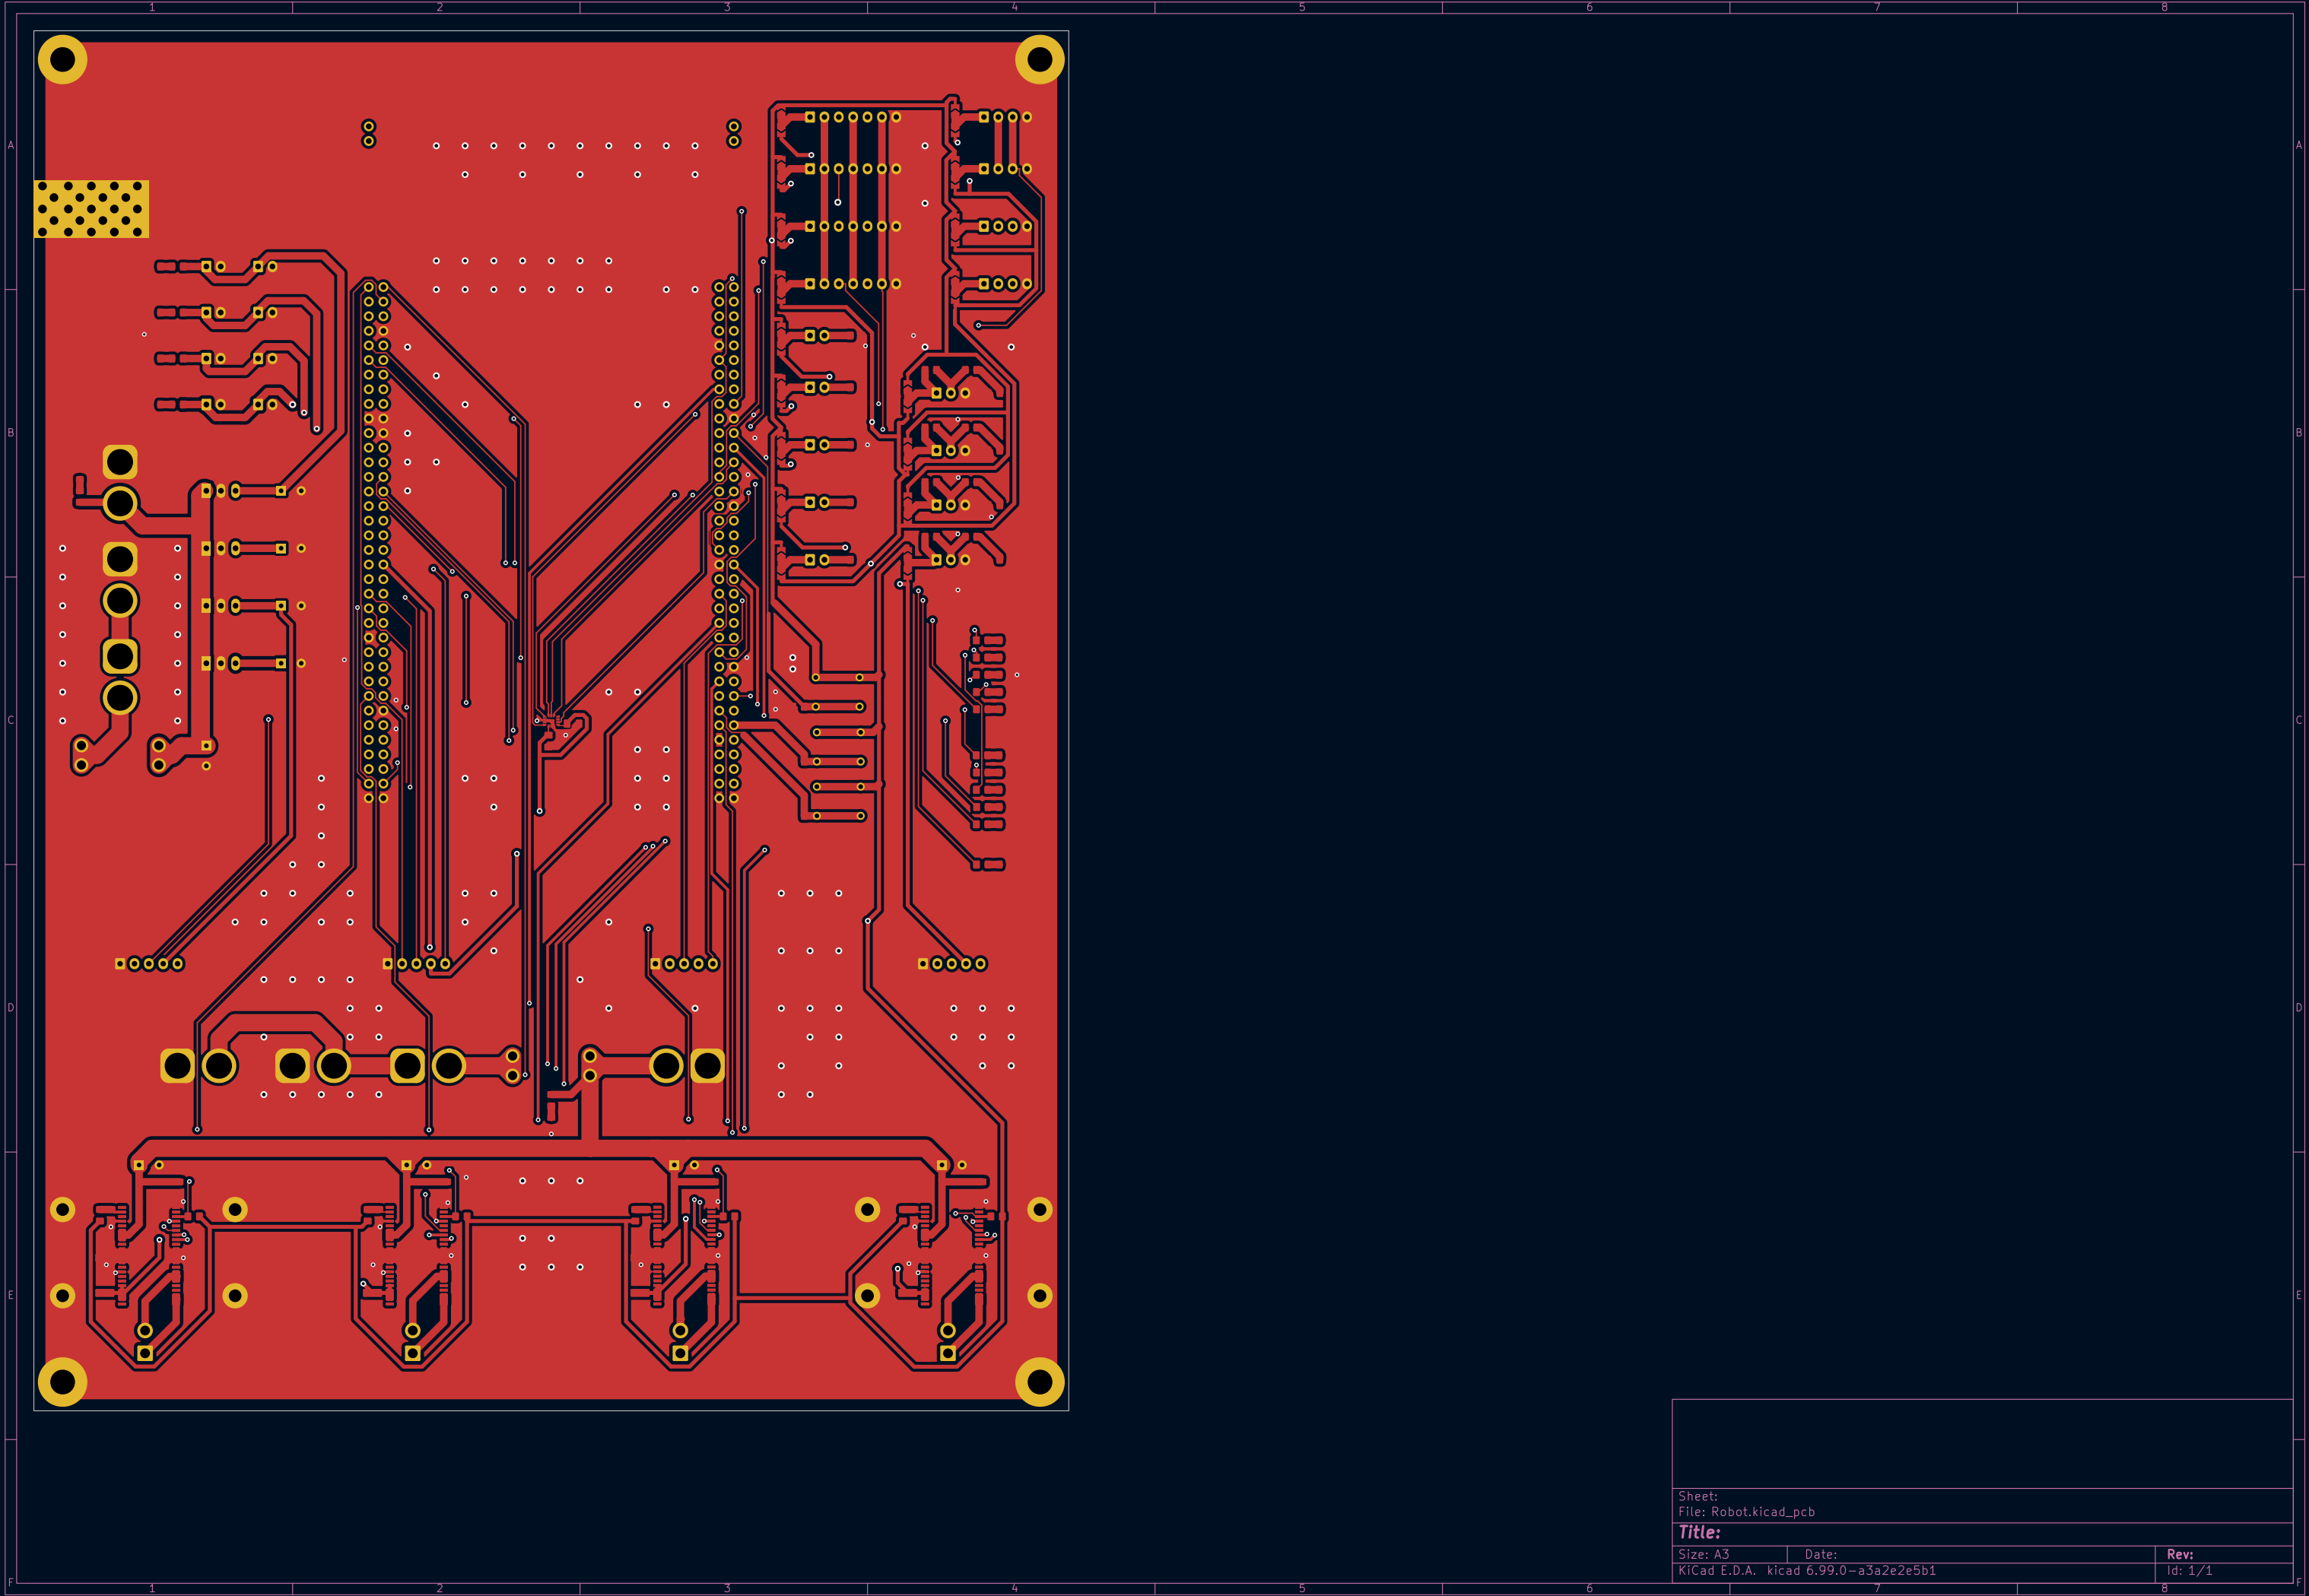 1 2 3 4 5 6 7 8
A A
B B
C C
D D
E E
Sheet:
File: Robot.kicad_pcb
Title:
Size: A3 Date: Rev:
KiCad E.D.A. kicad 6.99.0-a3a2e2e5b1 Id: 1/1
F F
1 2 3 4 5 6 7 8